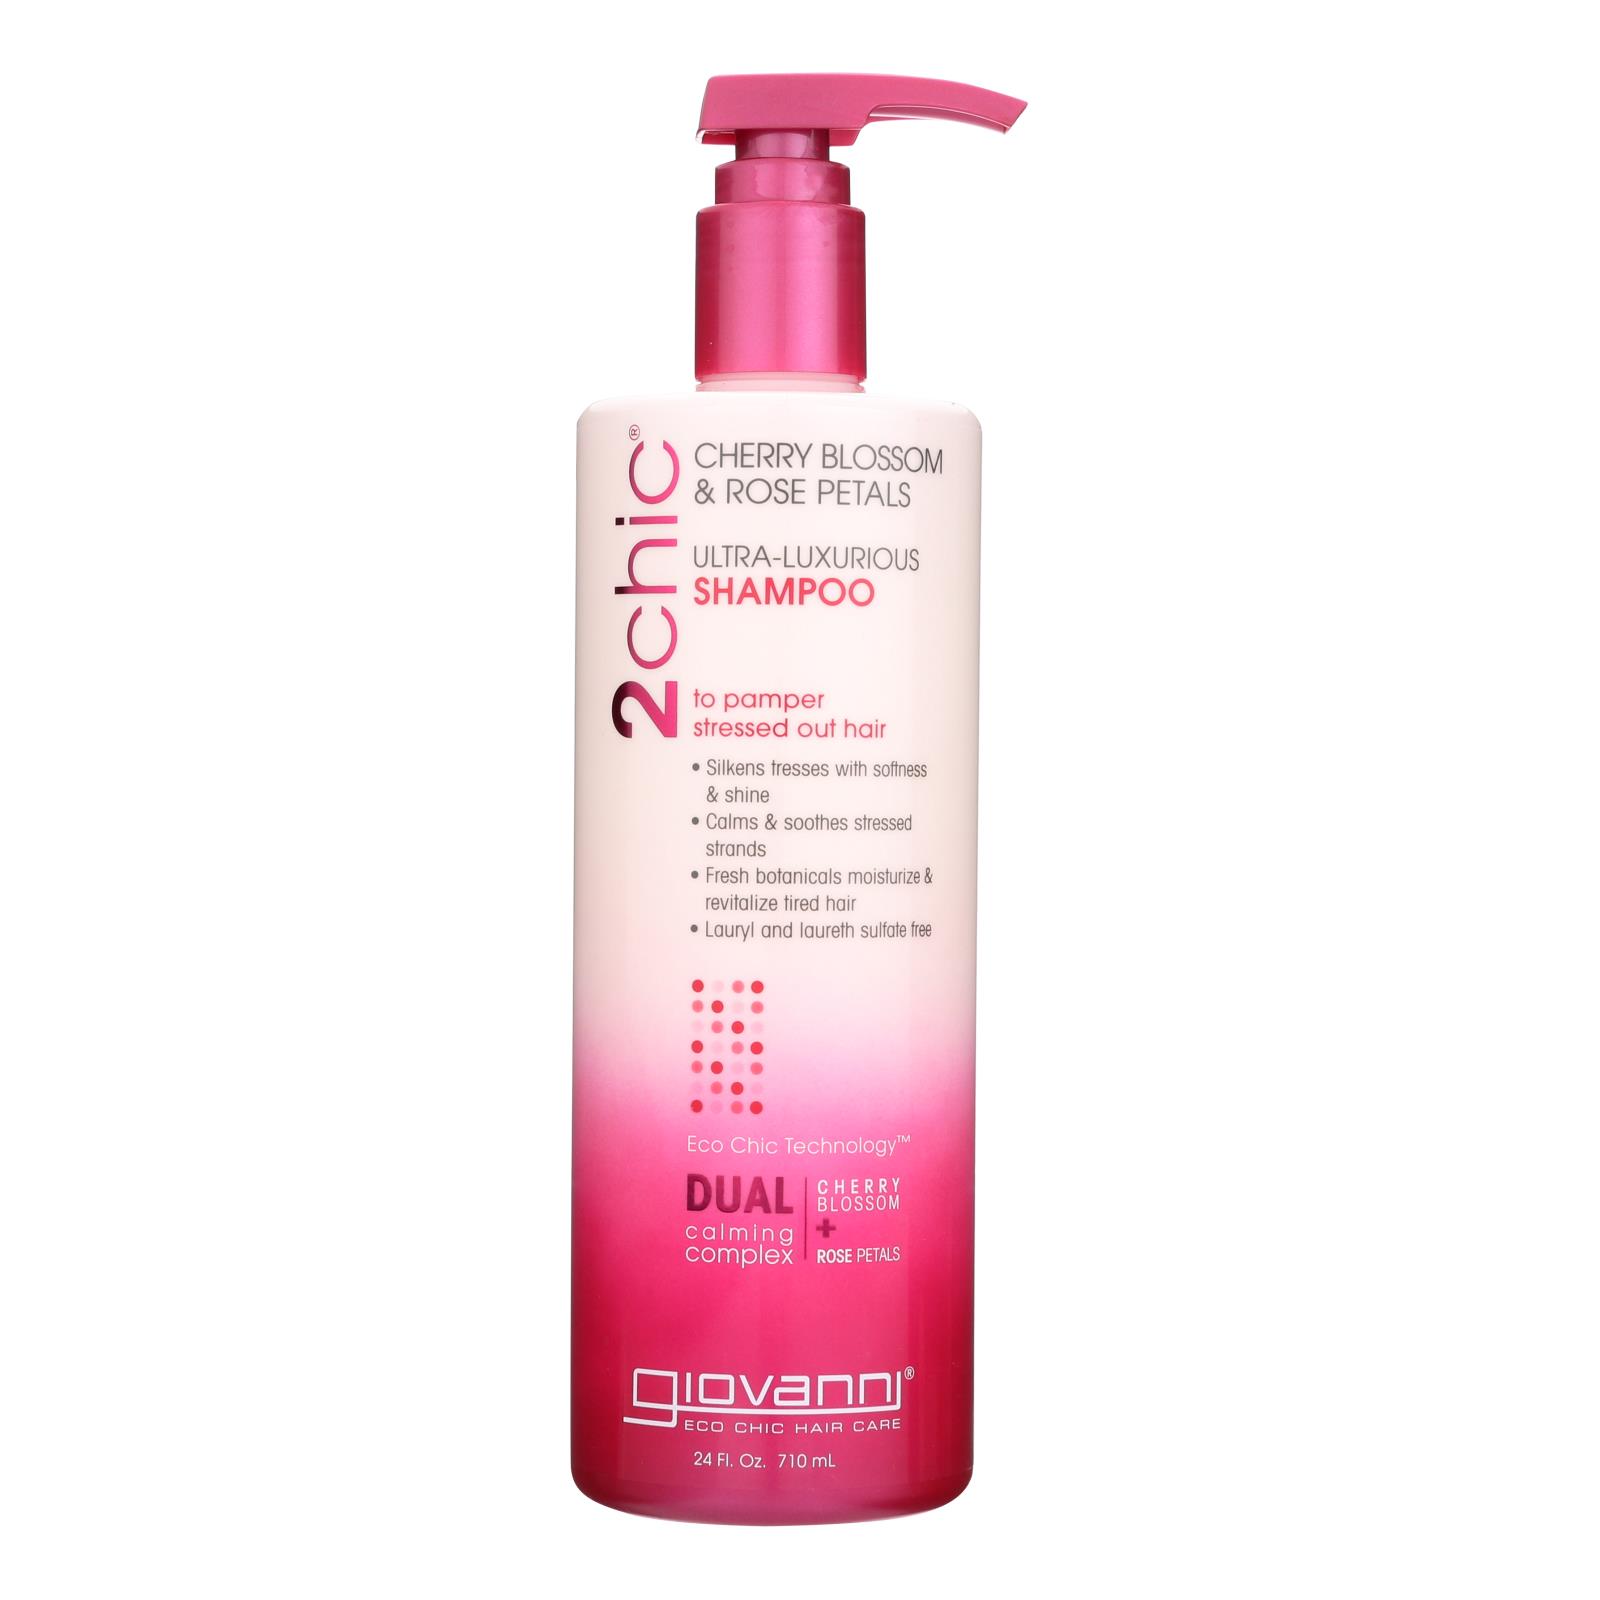 2chic®
CHERRY BLOSSOM
& ROSE PETALS
ULTRA-LUXURIOUS
SHAMPOO
to pamper
stressed out hair
• Silkens tresses with softness
& shine
• Calms & soothes stressed
strands
• Fresh botanicals moisturize &
revitalize tired hair
• Lauryl and laureth sulfate free
Eco Chic Technology™
DUAL
calming
complex
CHERRY
BLOSSOM
+
ROSE PETALS
giovanni®
ECO CHIC HAIR CARE
24 Fl. Oz. 710 mL